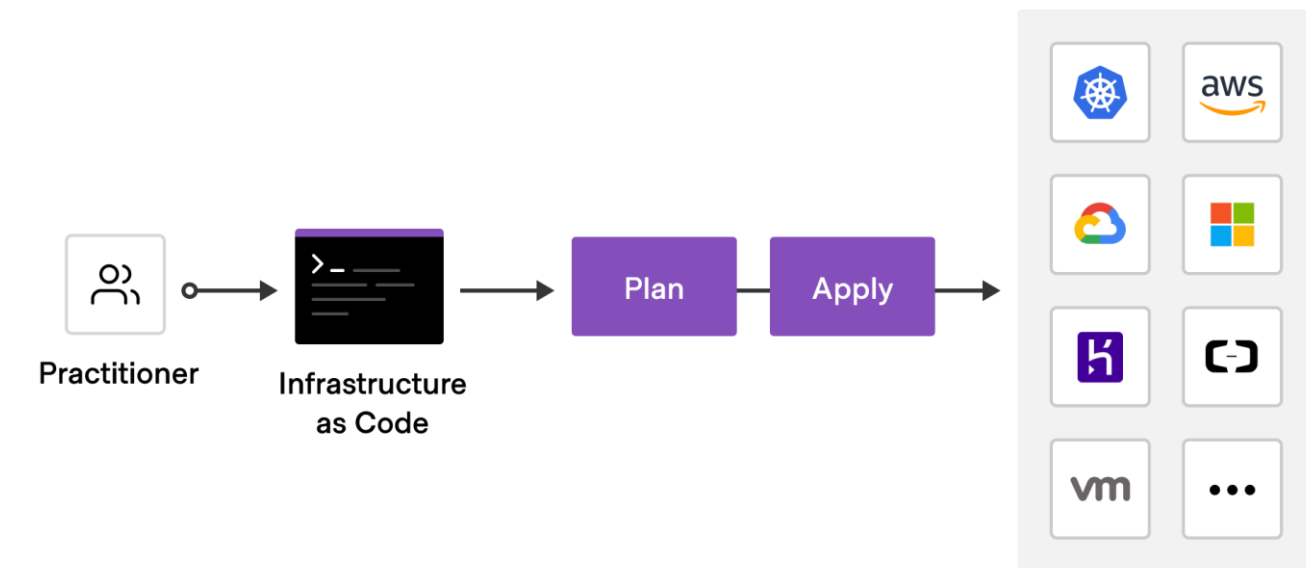 aws
Plan
Apply
Practitioner
Infrastructure
as Code
vm